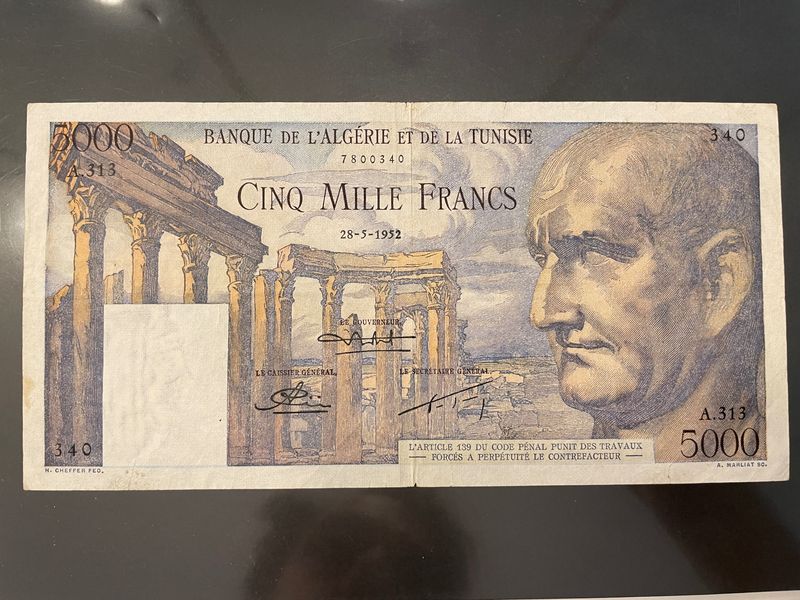 5000
BANQUE DE L'ALGÉRIE ET DE LA TUNISIE
340
A.313
7800340
CINQ MILLE FRANCS
28-5-1952
LE GOUVERNEUR,
LE CAISSIER GÉNÉRAL,
LE SECRÉTAIRE GÉNÉRAL,
A.313
340
L'ARTICLE 139 DU CODE PÉNAL PUNIT DES TRAVAUX
FORCÉS A PERPÉTUITÉ LE CONTREFACTEUR
5000
H. CHEFFER FEC.
A. MARLIAT SC.